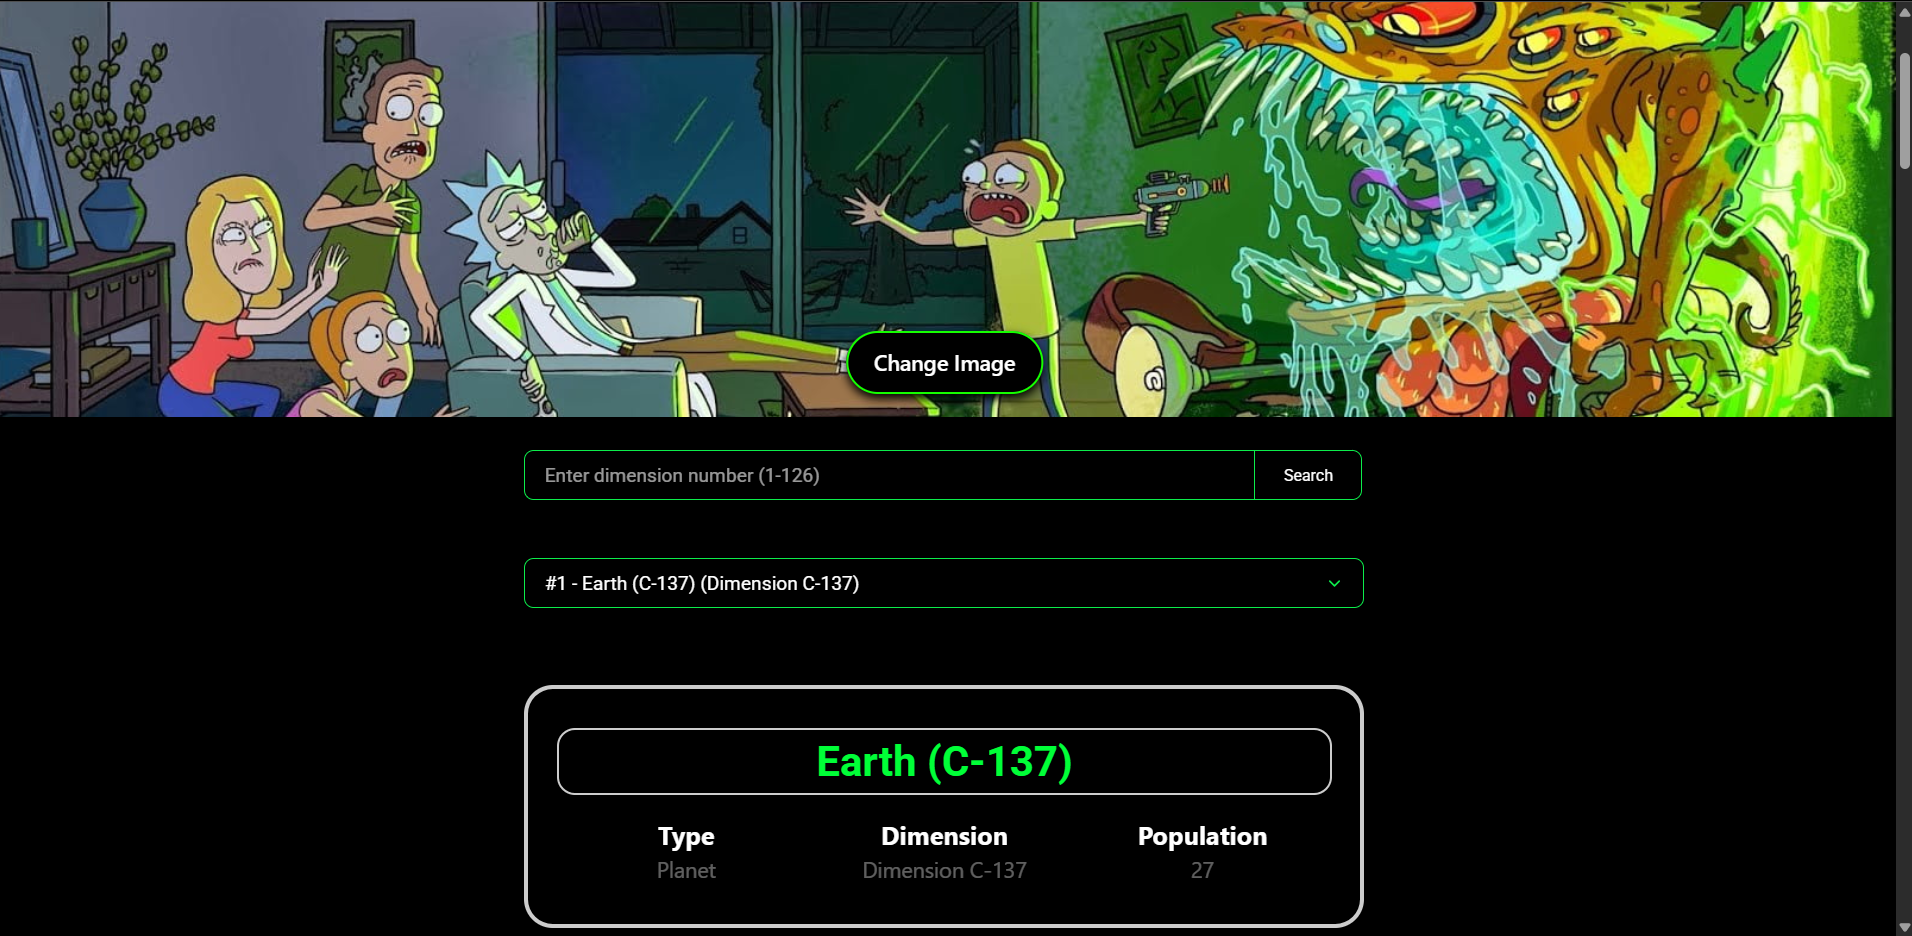 Change Image
Enter dimension number (1-126)
Search
#1 - Earth (C-137) (Dimension C-137)
Earth (C-137)
Type
Dimension
Population
Planet
Dimension C-137
27